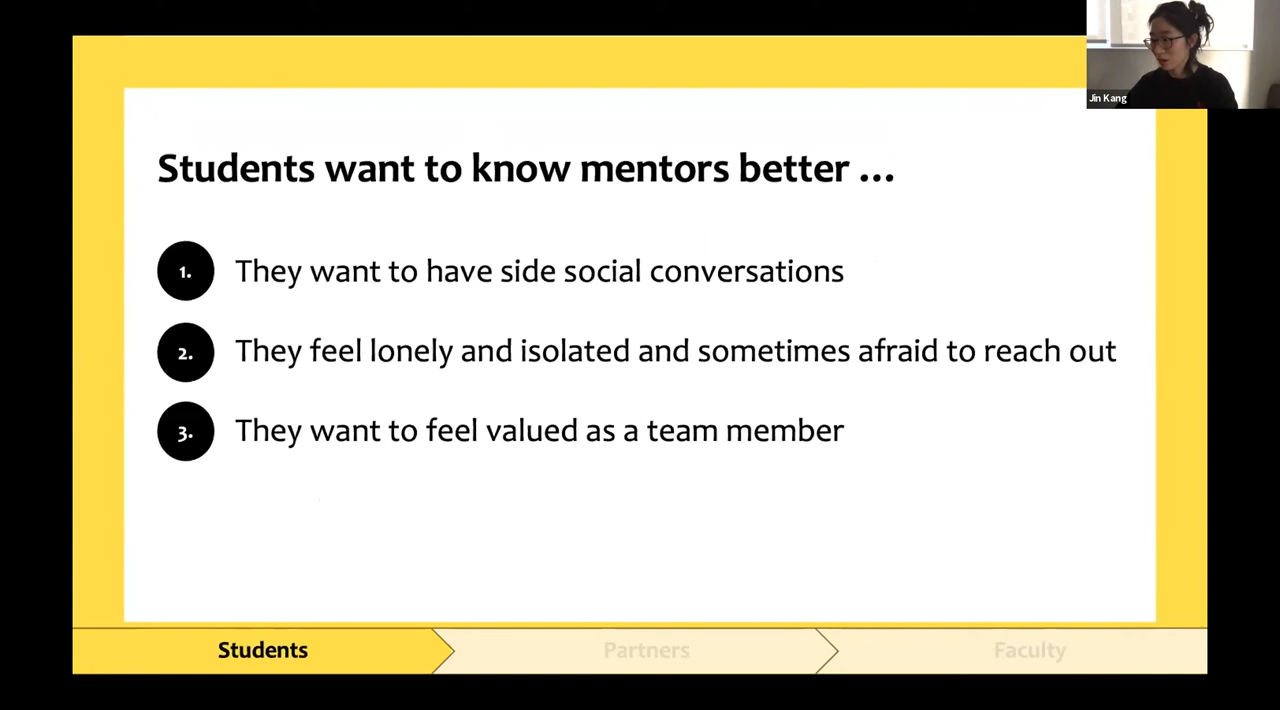 Jin Kang
Students want to know mentors better ...
1. They want to have side social conversations
2. They feel lonely and isolated and sometimes afraid to reach out
3. They want to feel valued as a team member
Students
Partners
Faculty